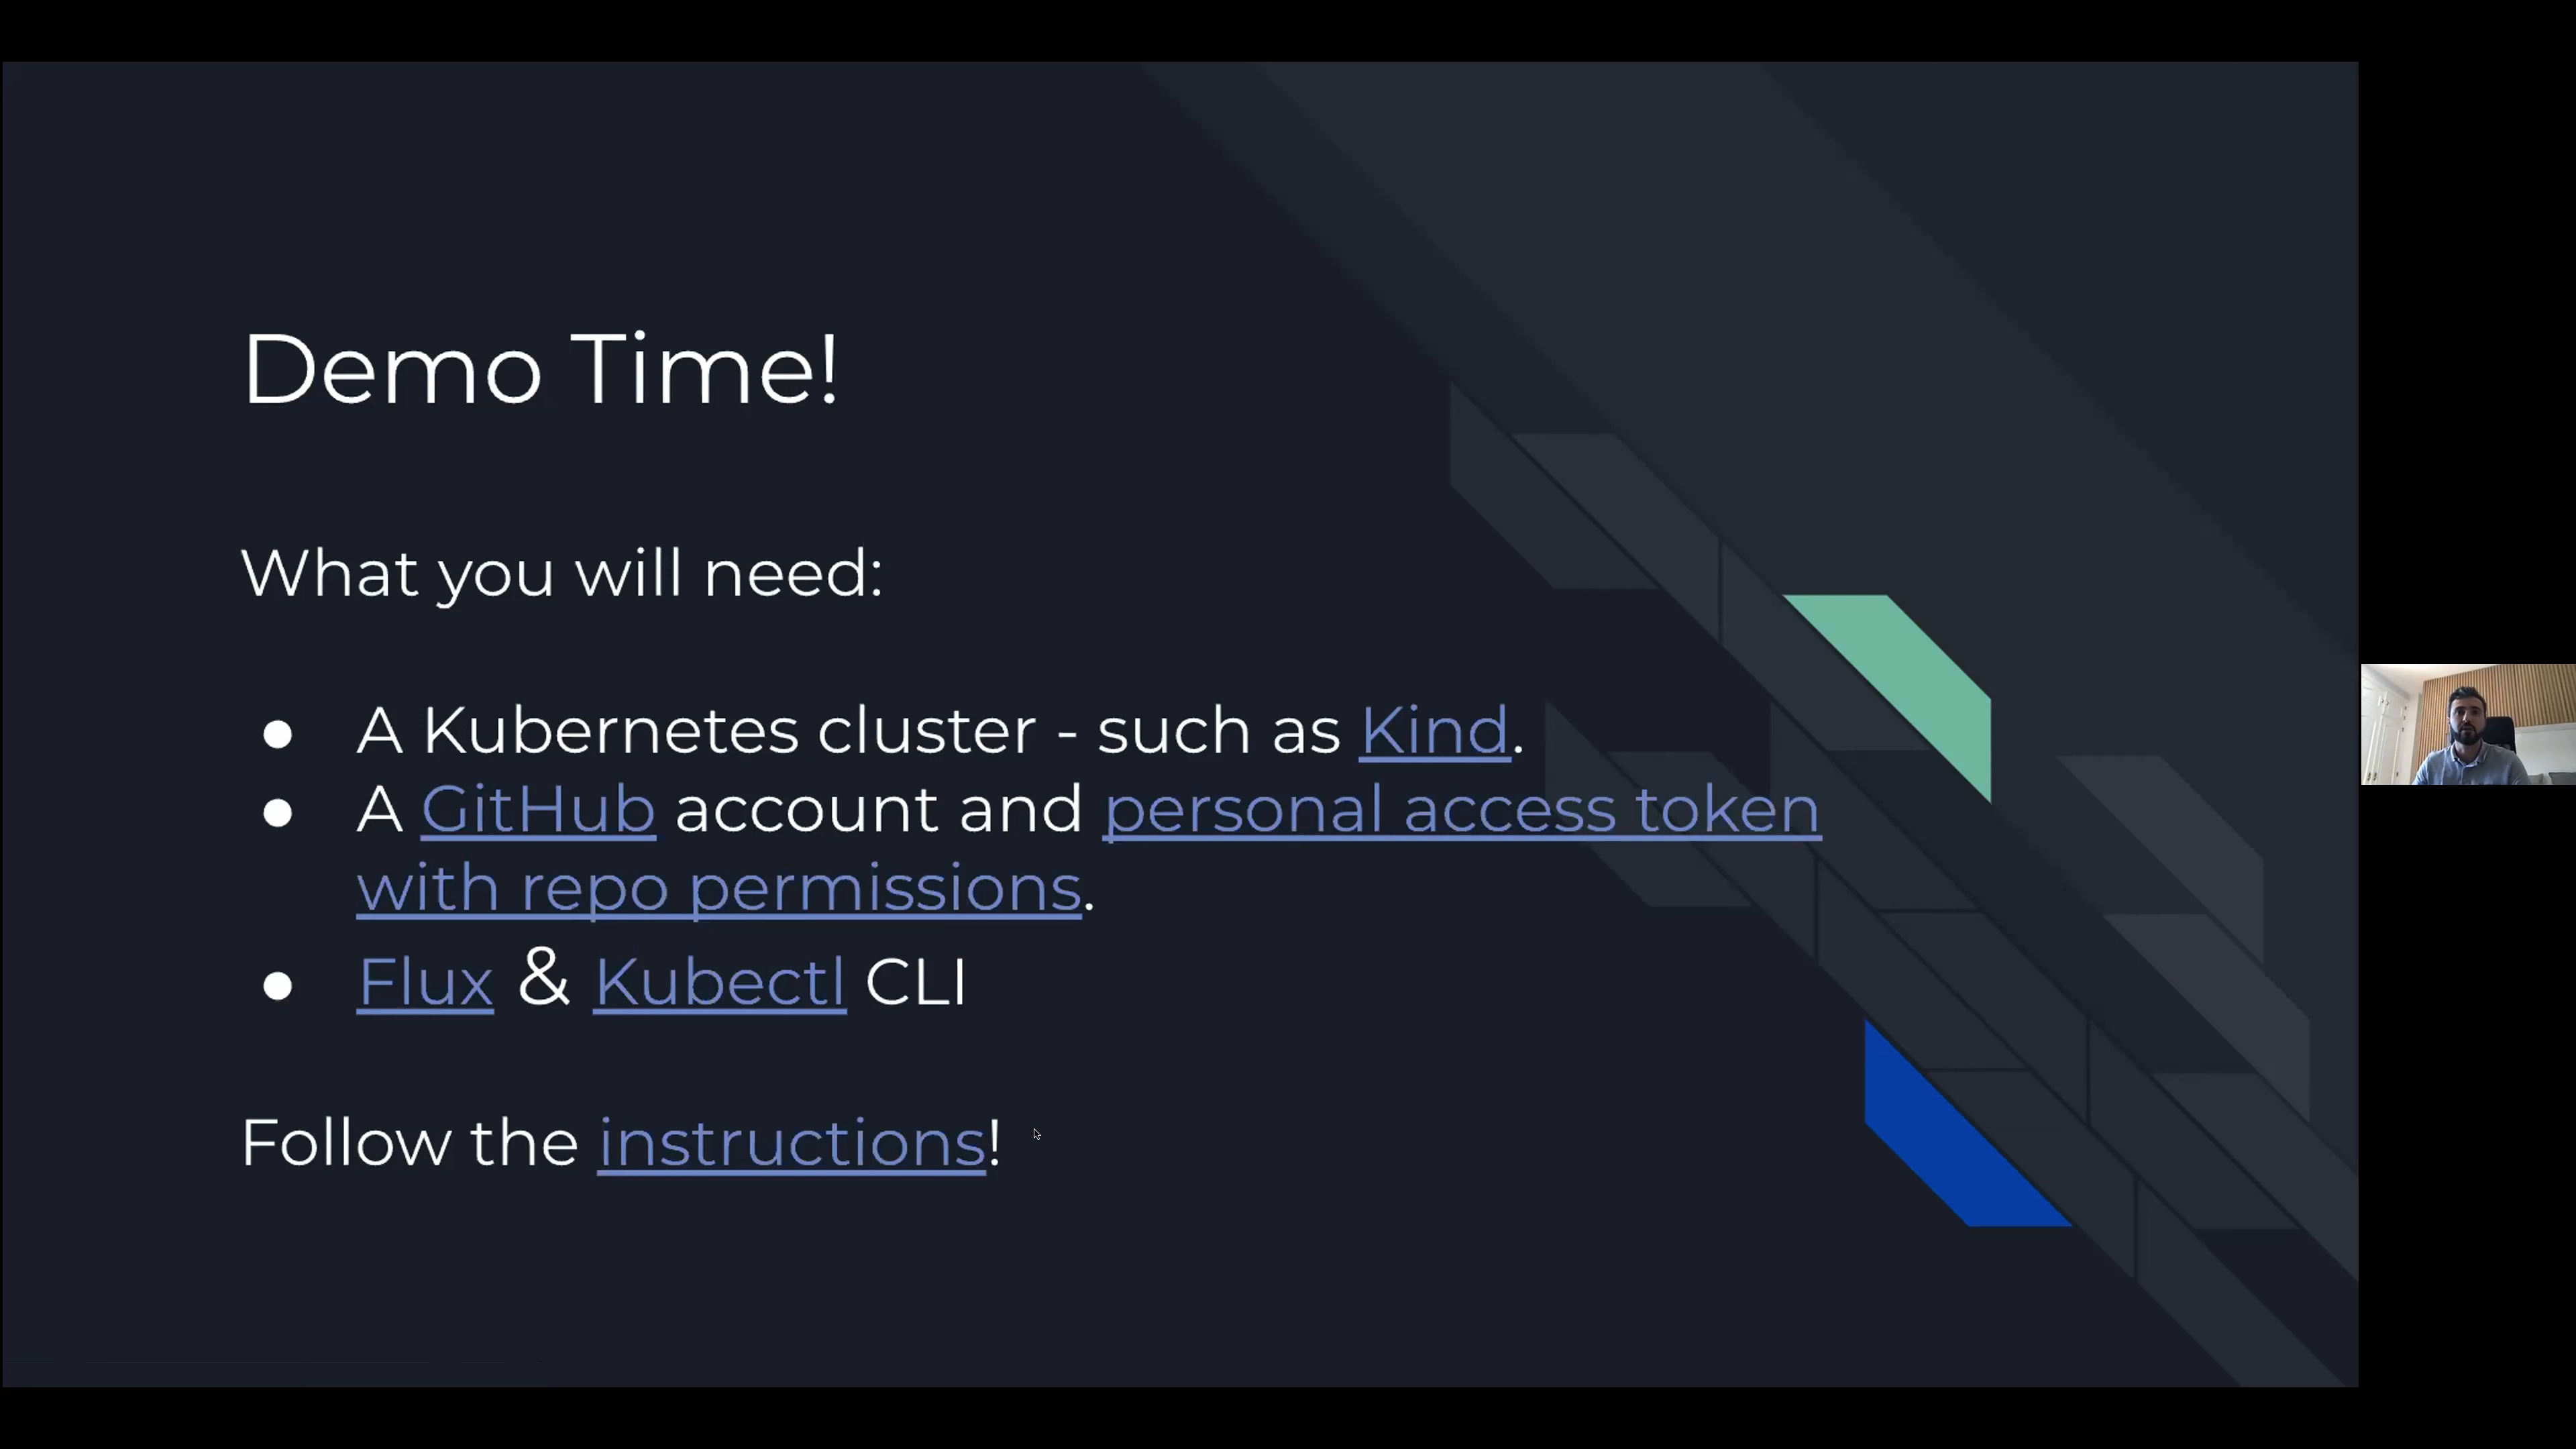 Demo Time!
What you will need:
● A Kubernetes cluster - such as Kind.
● A GitHub account and personal access token
with repo permissions.
● Flux & Kubectl CLI
Follow the instructions!